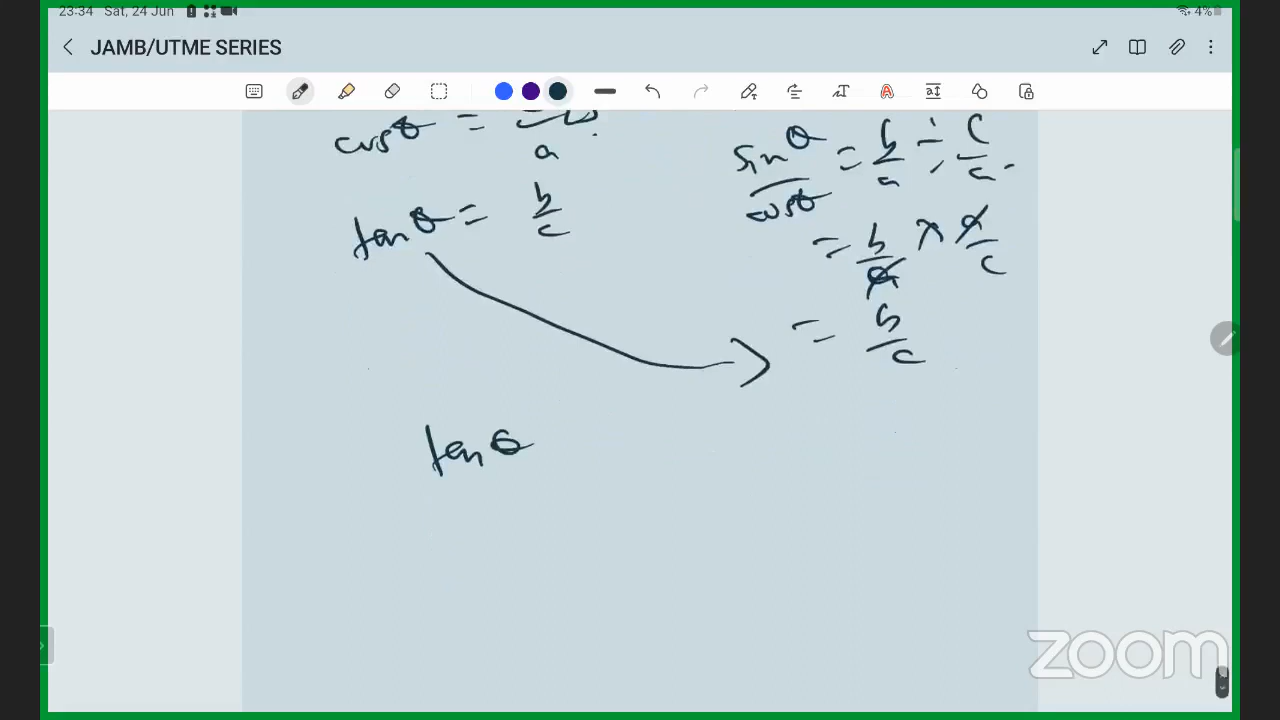 23:34 Sat, 24 Jun
4%
JAMB/UTME SERIES
cosθ =
a
tanθ = b/c
sinθ/cosθ = b/a ÷ c/a
= b/a × a/c
= b/c
tanθ
zoom